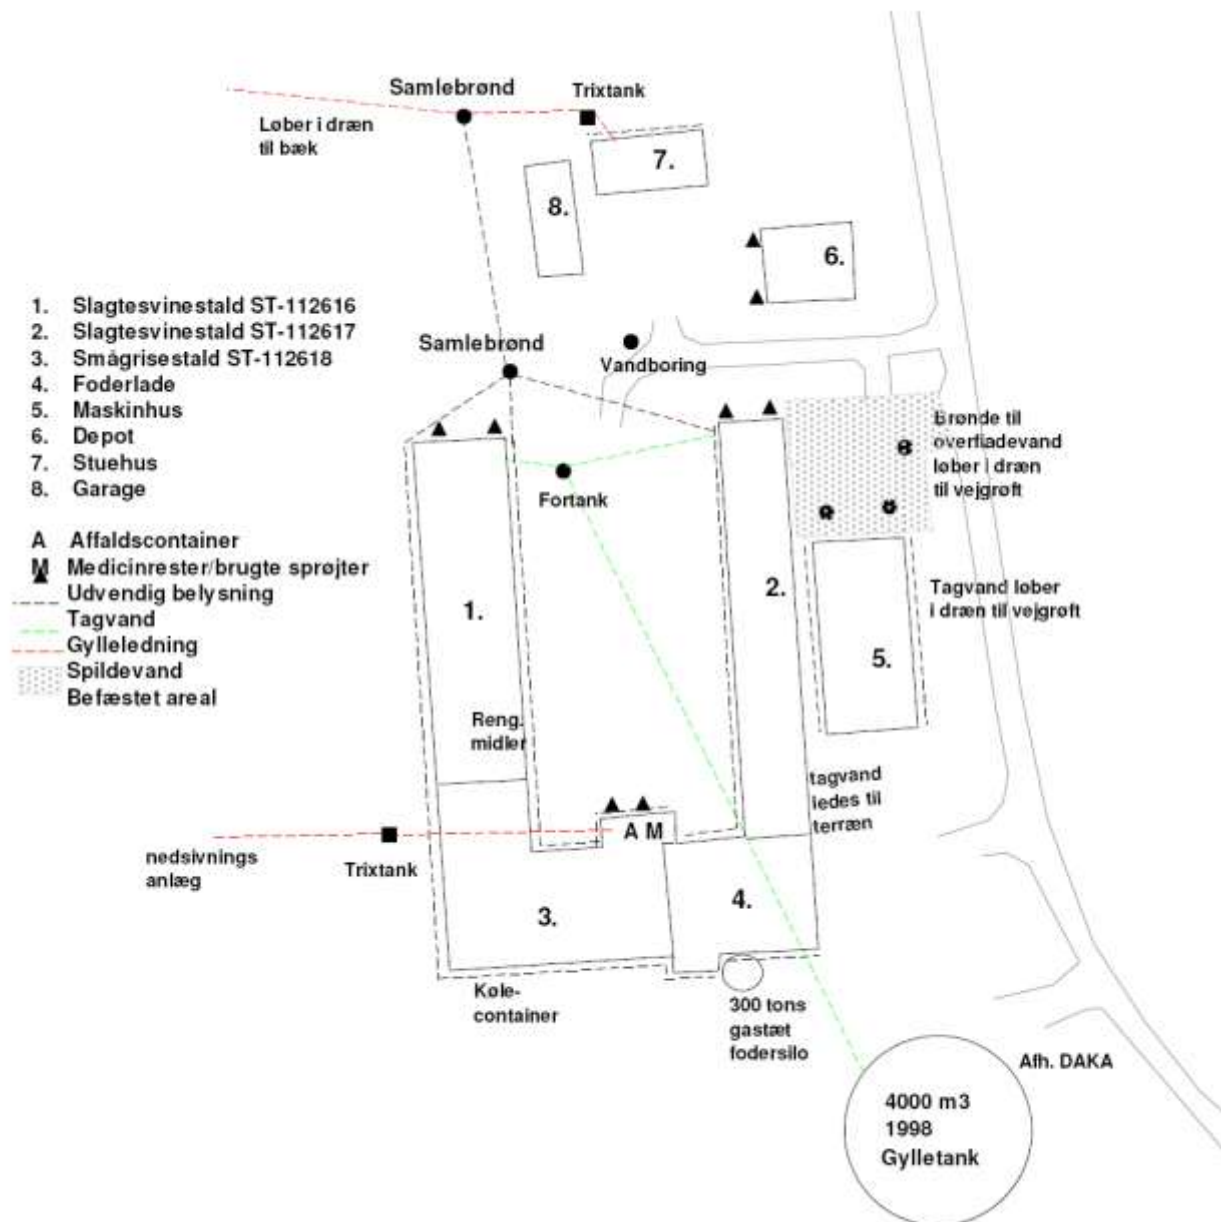 Samlebrønd
Trixtank
Løber i dræn
til bæk
7.
8.
6.
1. Slagtesvinestald ST-112616
2. Slagtesvinestald ST-112617
3. Smågrisestald ST-112618
4. Foderlade
5. Maskinhus
6. Depot
7. Stuehus
8. Garage
A Affaldscontainer
M Medicinrester/brugte sprøjter
Udvendig belysning
Tagvand
Gylleledning
Spildevand
Befæstet areal
Samlebrønd
Vandboring
Fortank
Brønde til
overfladevand
løber i dræn
til vejgrøft
1.
2.
Tagvand løber
i dræn til vejgrøft
5.
Reng.
midler
tagvand
ledes til
terræn
A M
nedsivnings
anlæg
Trixtank
3.
4.
Køle-
container
300 tons
gastæt
fodersilo
Afh. DAKA
4000 m3
1998
Gylletank